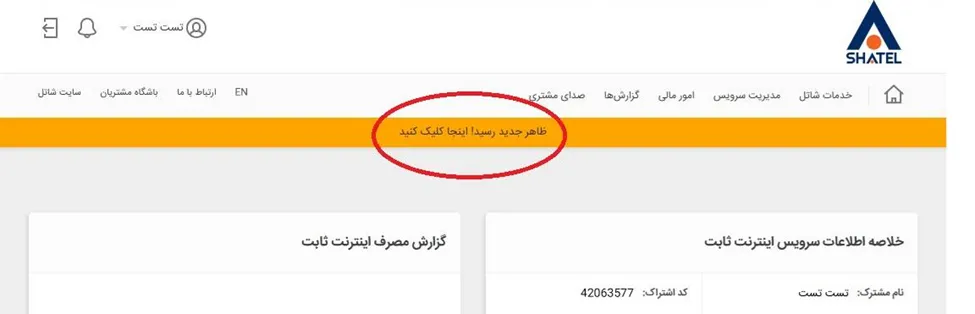 SHATEL
تست تست
خدمات شاتل مدیریت سرویس امور مالی گزارش‌ها صدای مشتری EN ارتباط با ما باشگاه مشتریان سایت شاتل
ظاهر جدید رسید! اینجا کلیک کنید
خلاصه اطلاعات سرویس اینترنت ثابت
نام مشترک: تست تست کد اشتراک: 42063577
گزارش مصرف اینترنت ثابت